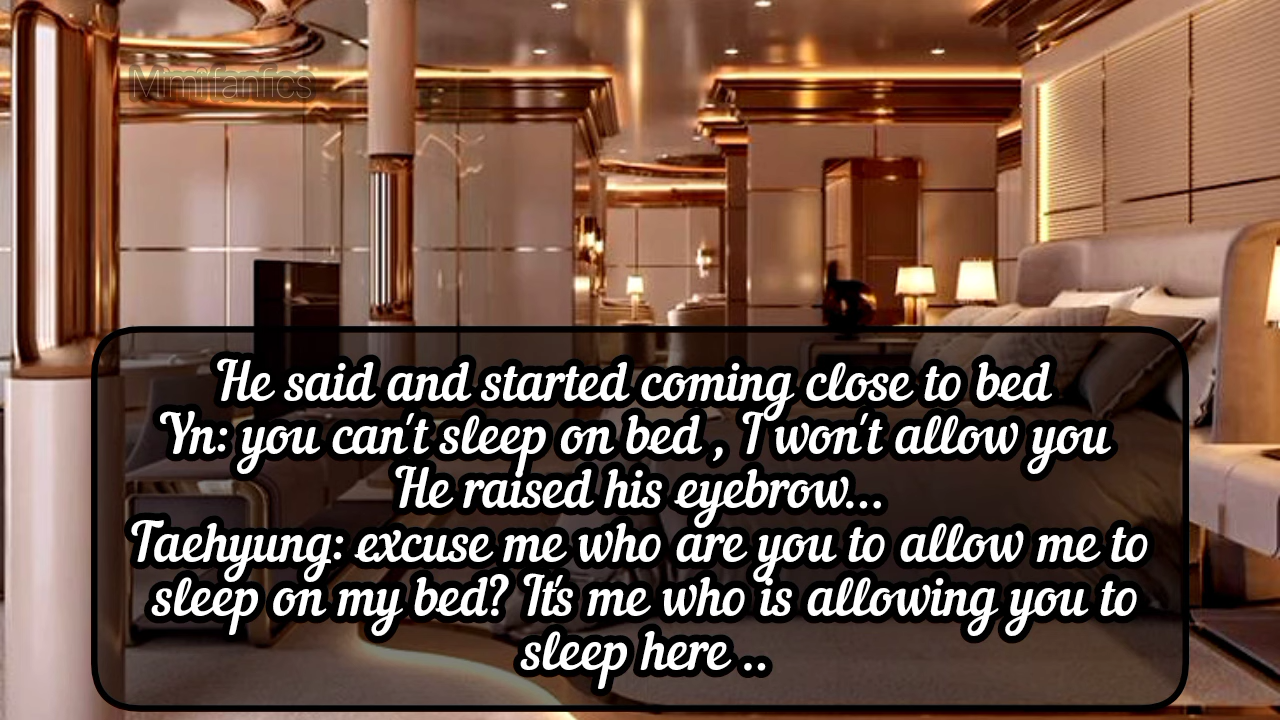 Mimi fanfics
He said and started coming close to bed
Yn: you can't sleep on bed , I won't allow you
He raised his eyebrow...
Taehyung: excuse me who are you to allow me to
sleep on my bed? It's me who is allowing you to
sleep here ..